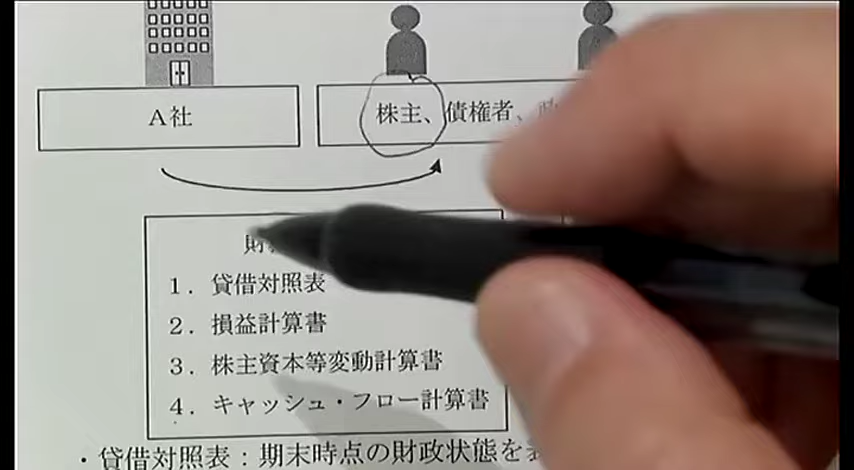 A社
株主、債権者、
財
1. 貸借対照表
2. 損益計算書
3. 株主資本等変動計算書
4. キャッシュ・フロー計算書
・貸借対照表：期末時点の財政状態を